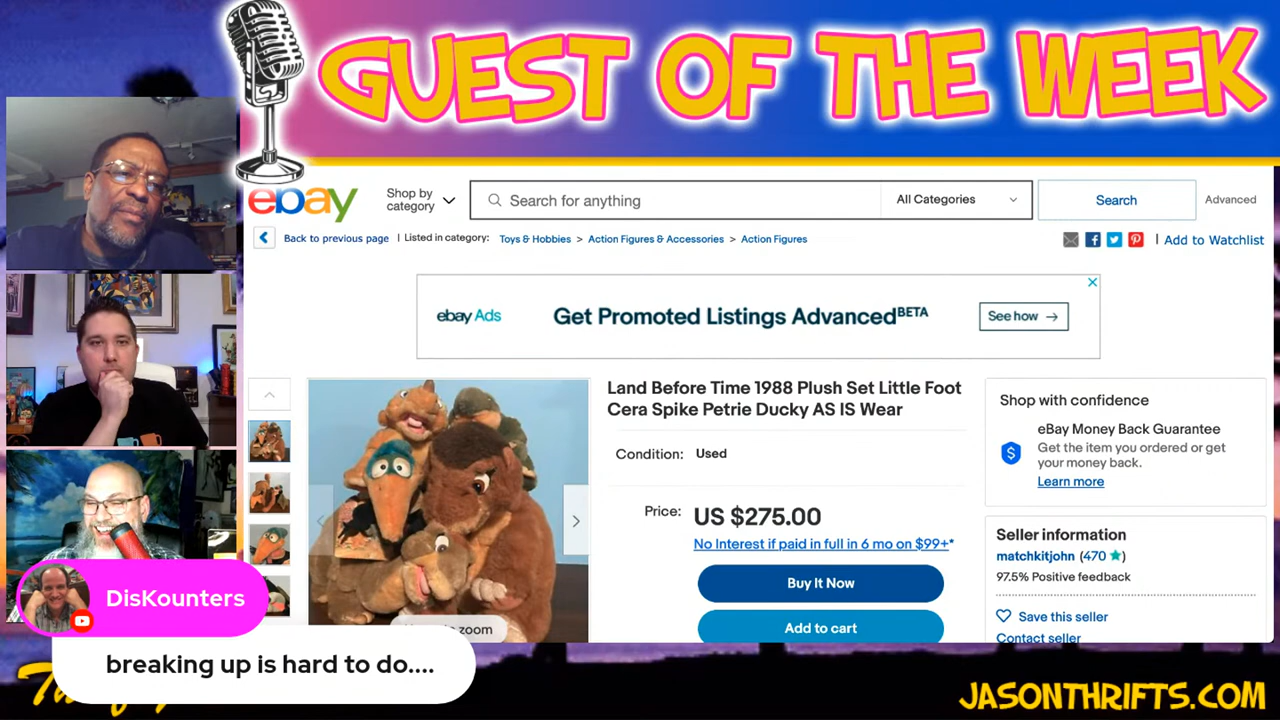 GUEST OF THE WEEK
ebay
Shop by
category
Search for anything
All Categories
Search
Advanced
Back to previous page
| Listed in category:
Toys & Hobbies > Action Figures & Accessories > Action Figures
| Add to Watchlist
ebay Ads
Get Promoted Listings AdvancedBETA
See how →
Land Before Time 1988 Plush Set Little Foot
Cera Spike Petrie Ducky AS IS Wear
Condition: Used
Price: US $275.00
No Interest if paid in full in 6 mo on $99+*
Buy It Now
Add to cart
zoom
Shop with confidence
eBay Money Back Guarantee
Get the item you ordered or get
your money back.
Learn more
Seller information
matchkitjohn (470 ★)
97.5% Positive feedback
Save this seller
Contact seller
DisKounters
breaking up is hard to do....
JASONTHRIFTS.COM